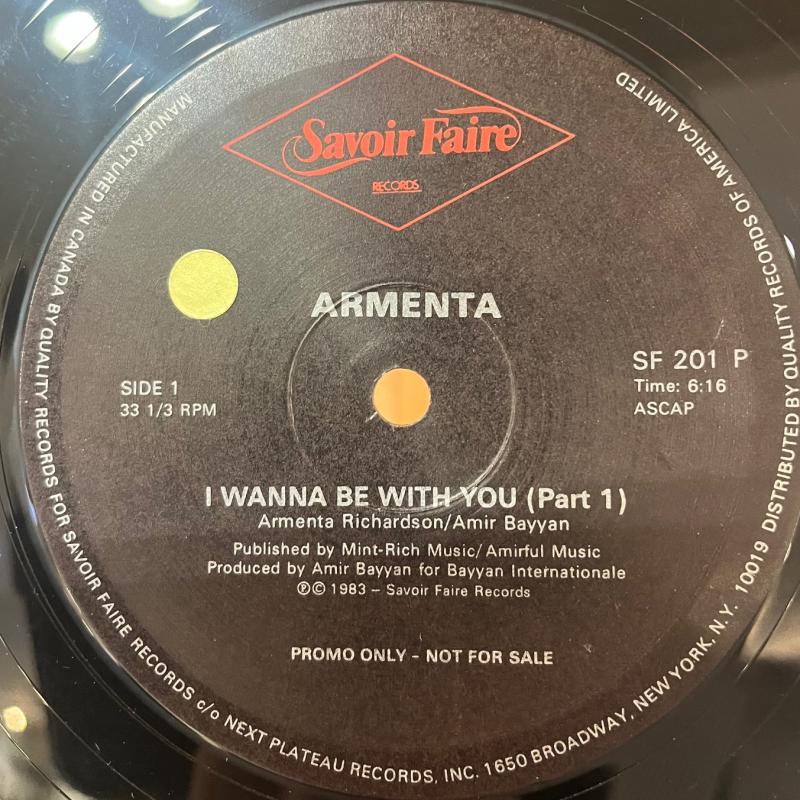 Savoir Faire
RECORDS
ARMENTA
SIDE 1
33 1/3 RPM
SF 201 P
Time: 6:16
ASCAP
I WANNA BE WITH YOU (Part 1)
Armenta Richardson/Amir Bayyan
Published by Mint-Rich Music/Amirful Music
Produced by Amir Bayyan for Bayyan Internationale
℗© 1983 – Savoir Faire Records
PROMO ONLY - NOT FOR SALE
MANUFACTURED IN CANADA BY QUALITY RECORDS FOR SAVOIR FAIRE RECORDS c/o NEXT PLATEAU RECORDS, INC. 1650 BROADWAY, NEW YORK, N.Y. 10019 DISTRIBUTED BY QUALITY RECORDS OF AMERICA LIMITED